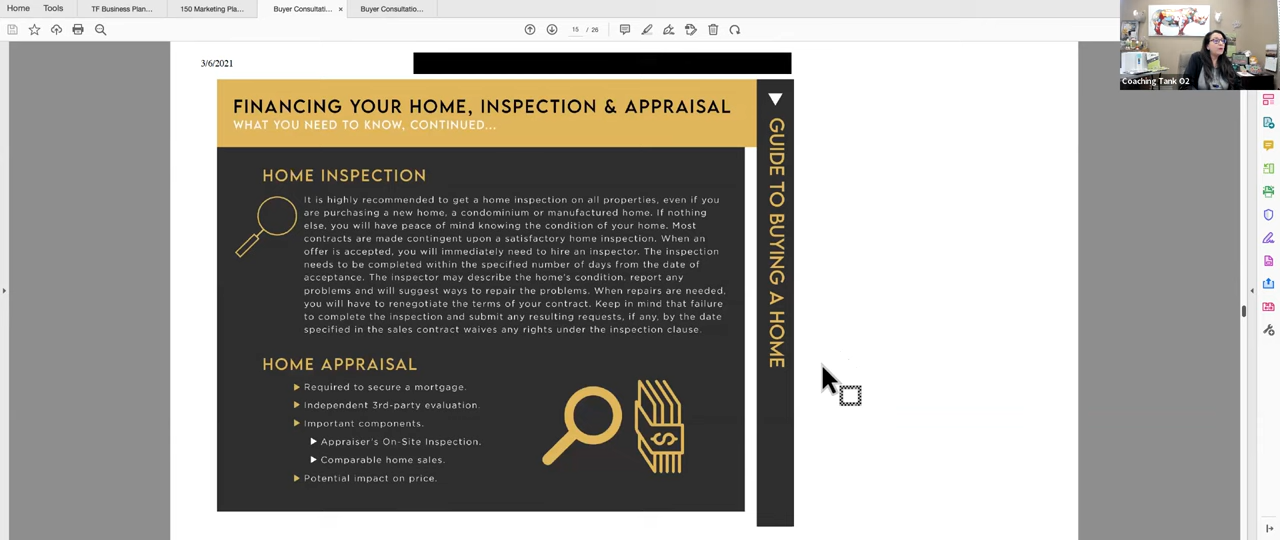 Home Tools TF Business Plan... 150 Marketing Pla... Buyer Consultatio... × Buyer Consultatio...
15 / 26
Coaching Tank O2
3/6/2021
FINANCING YOUR HOME, INSPECTION & APPRAISAL
WHAT YOU NEED TO KNOW, CONTINUED...
GUIDE TO BUYING A HOME
HOME INSPECTION
It is highly recommended to get a home inspection on all properties, even if you
are purchasing a new home, a condominium or manufactured home. If nothing
else, you will have peace of mind knowing the condition of your home. Most
contracts are made contingent upon a satisfactory home inspection. When an
offer is accepted, you will immediately need to hire an inspector. The inspection
needs to be completed within the specified number of days from the date of
acceptance. The inspector may describe the home's condition, report any
problems and will suggest ways to repair the problems. When repairs are needed,
you will have to renegotiate the terms of your contract. Keep in mind that failure
to complete the inspection and submit any resulting requests, if any, by the date
specified in the sales contract waives any rights under the inspection clause.
HOME APPRAISAL
Required to secure a mortgage.
Independent 3rd-party evaluation.
Important components.
Appraiser's On-Site Inspection.
Comparable home sales.
Potential impact on price.
$